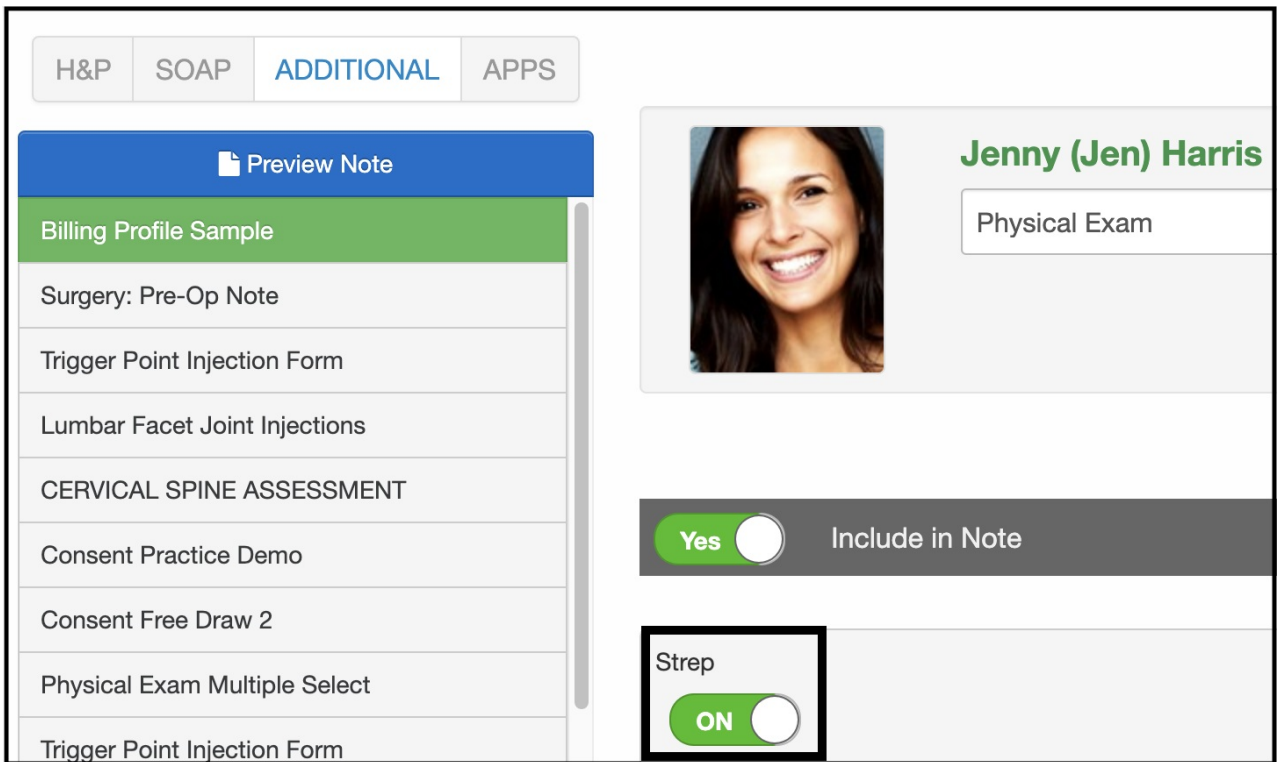 H&P SOAP ADDITIONAL APPS
Preview Note
Billing Profile Sample
Surgery: Pre-Op Note
Trigger Point Injection Form
Lumbar Facet Joint Injections
CERVICAL SPINE ASSESSMENT
Consent Practice Demo
Consent Free Draw 2
Physical Exam Multiple Select
Trigger Point Injection Form
Jenny (Jen) Harris
Physical Exam
Yes Include in Note
Strep
ON